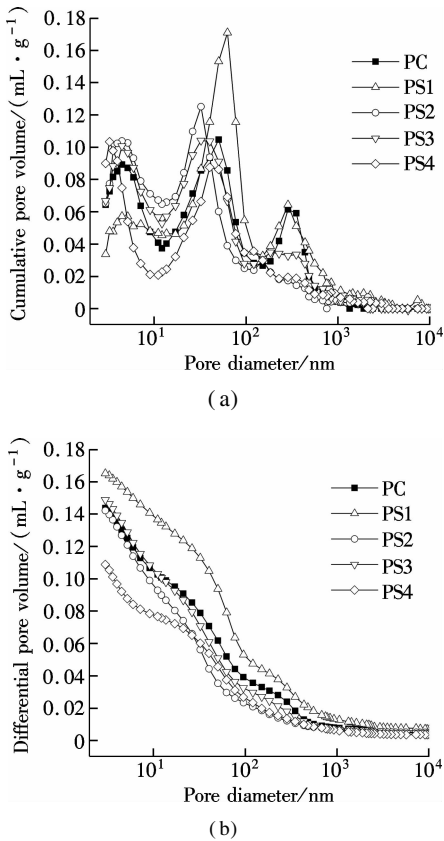 Cumulative pore volume/(mL·g⁻¹)
0.18
0.16
0.14
0.12
0.10
0.08
0.06
0.04
0.02
0
PC
PS1
PS2
PS3
PS4
10¹ 10² 10³ 10⁴
Pore diameter/nm
(a)
Differential pore volume/(mL·g⁻¹)
0.18
0.16
0.14
0.12
0.10
0.08
0.06
0.04
0.02
0
PC
PS1
PS2
PS3
PS4
10¹ 10² 10³ 10⁴
Pore diameter/nm
(b)